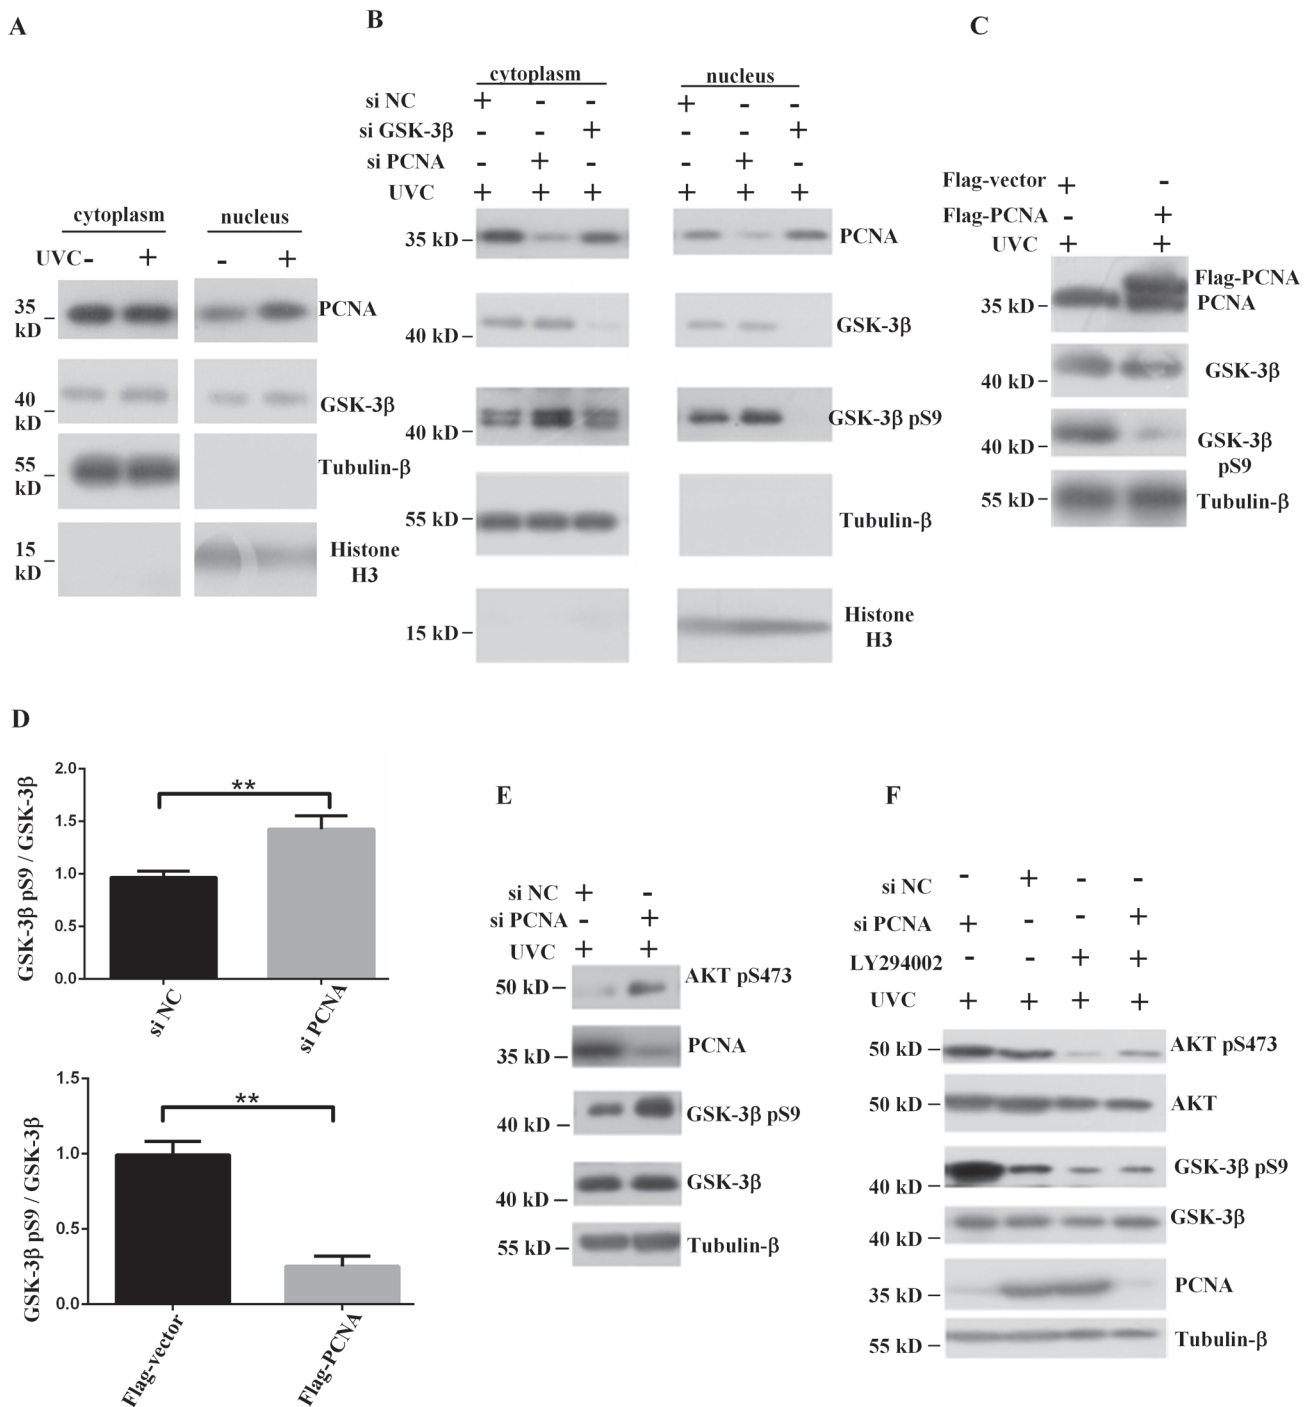 A
cytoplasm nucleus
UVC - + - +
35 kD PCNA
40 kD GSK-3β
55 kD Tubulin-β
15 kD Histone H3
B
cytoplasm nucleus
si NC + - - + - -
si GSK-3β - - + - - +
si PCNA - + - - + -
UVC + + + + + +
35 kD PCNA
40 kD GSK-3β
40 kD GSK-3β pS9
55 kD Tubulin-β
15 kD Histone H3
C
Flag-vector + -
Flag-PCNA - +
UVC + +
Flag-PCNA
35 kD PCNA
40 kD GSK-3β
40 kD GSK-3β pS9
55 kD Tubulin-β
D
GSK-3β pS9 / GSK-3β
2.0
1.5
1.0
0.5
0.0
**
si NC si PCNA
GSK-3β pS9 / GSK-3β
1.5
1.0
0.5
0.0
**
Flag-vector Flag-PCNA
E
si NC + -
si PCNA - +
UVC + +
50 kD AKT pS473
35 kD PCNA
40 kD GSK-3β pS9
40 kD GSK-3β
55 kD Tubulin-β
F
si NC - + - -
si PCNA + - - +
LY294002 - - + +
UVC + + + +
50 kD AKT pS473
50 kD AKT
40 kD GSK-3β pS9
40 kD GSK-3β
35 kD PCNA
55 kD Tubulin-β